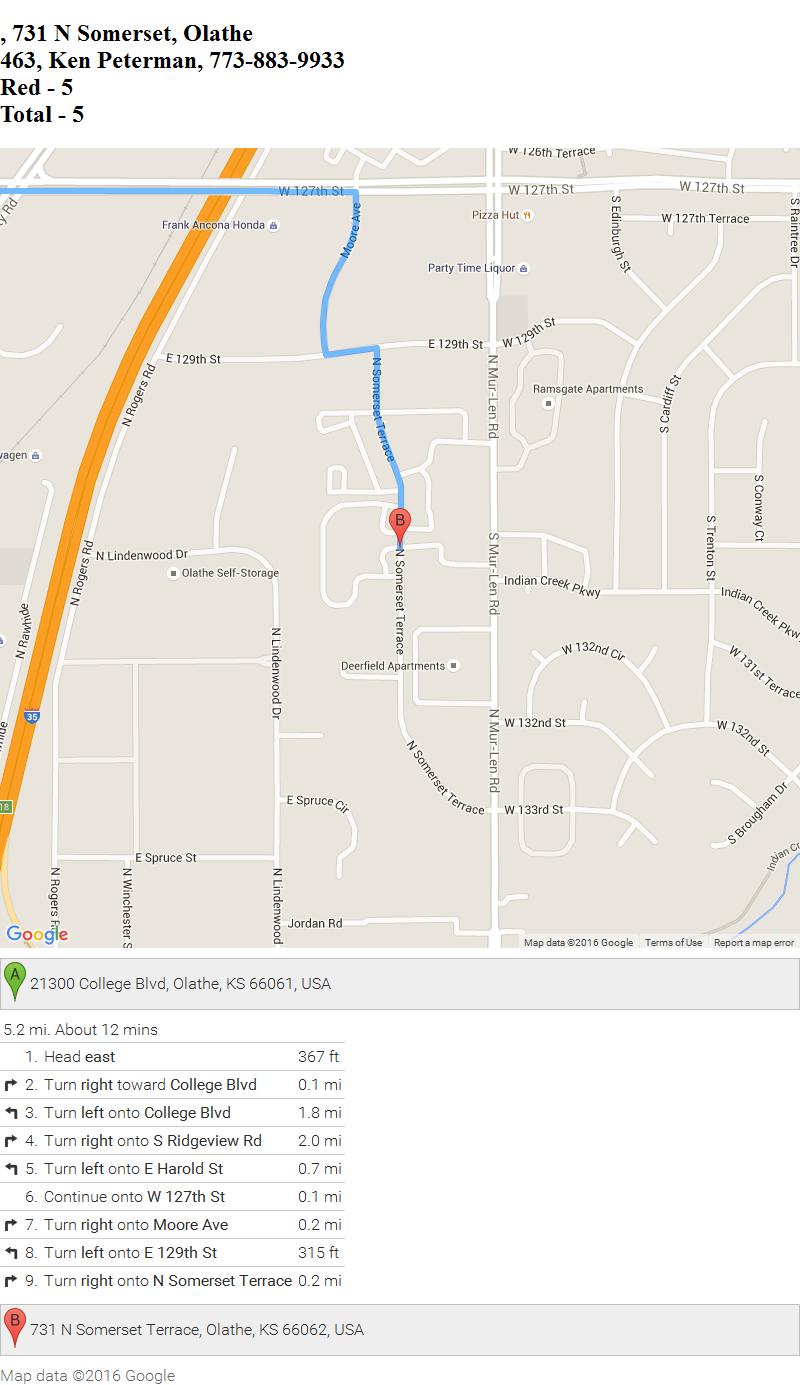 , 731 N Somerset, Olathe
463, Ken Peterman, 773-883-9933
Red - 5
Total - 5
W 126th Terrace
W 127th St
W 127th St
W 127th St
ty Rd
Frank Ancona Honda
Moore Ave
Pizza Hut
W 127th Terrace
S Edinburgh St
S Raintree Dr
Party Time Liquor
E 129th St
E 129th St
W 129th St
N Rogers Rd
N Somerset Terrace
N Mur-Len Rd
Ramsgate Apartments
S Cardiff St
wagen
S Conway Ct
N Lindenwood Dr
Olathe Self-Storage
N Rogers Rd
B
N Somerset Terrace
S Mur-Len Rd
Indian Creek Pkwy
S Trenton St
Indian Creek Pkwy
N Rawhide
N Lindenwood Dr
Deerfield Apartments
W 132nd Cir
W 131st Terrace
35
hide
N Somerset Terrace
N Mur-Len Rd
W 132nd St
W 132nd St
18
E Spruce Cir
W 133rd St
S Brougham Dr
E Spruce St
Indian Cr
N Rogers R
N Winchester S
N Lindenwood
Jordan Rd
Google
Map data ©2016 Google
Terms of Use
Report a map error
A
21300 College Blvd, Olathe, KS 66061, USA
5.2 mi. About 12 mins
1. Head east 367 ft
2. Turn right toward College Blvd 0.1 mi
3. Turn left onto College Blvd 1.8 mi
4. Turn right onto S Ridgeview Rd 2.0 mi
5. Turn left onto E Harold St 0.7 mi
6. Continue onto W 127th St 0.1 mi
7. Turn right onto Moore Ave 0.2 mi
8. Turn left onto E 129th St 315 ft
9. Turn right onto N Somerset Terrace 0.2 mi
B
731 N Somerset Terrace, Olathe, KS 66062, USA
Map data ©2016 Google